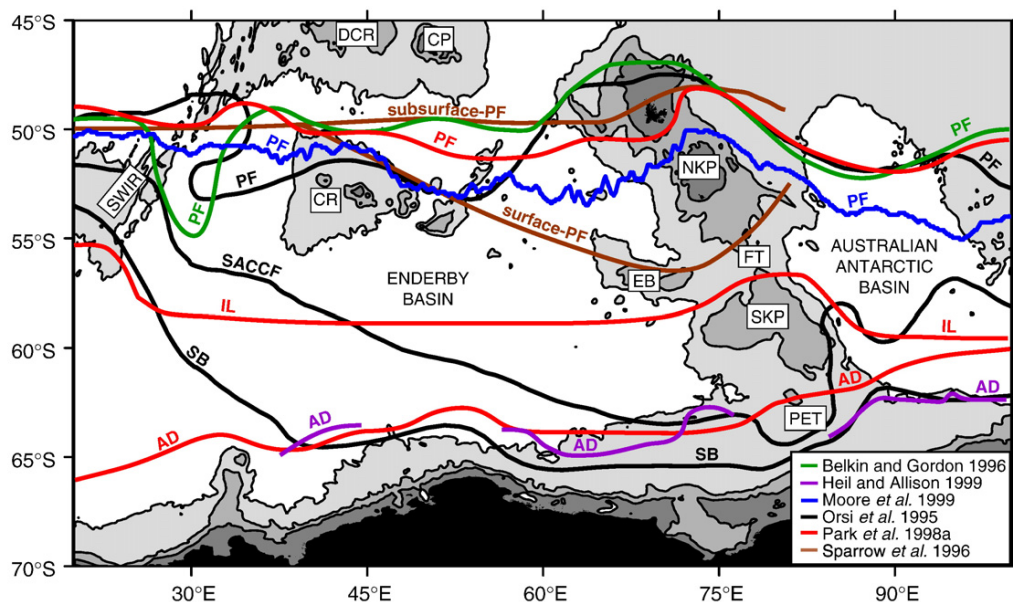 45°S
50°S
55°S
60°S
65°S
70°S
30°E
45°E
60°E
75°E
90°E
DCR
CP
subsurface-PF
PF
PF
PF
PF
PF
PF
PF
NKP
SWIR
CR
surface-PF
FT
AUSTRALIAN
ANTARCTIC
BASIN
SACCF
ENDERBY
BASIN
EB
IL
SKP
IL
SB
AD
AD
AD
AD
AD
PET
SB
Belkin and Gordon 1996
Heil and Allison 1999
Moore et al. 1999
Orsi et al. 1995
Park et al. 1998a
Sparrow et al. 1996